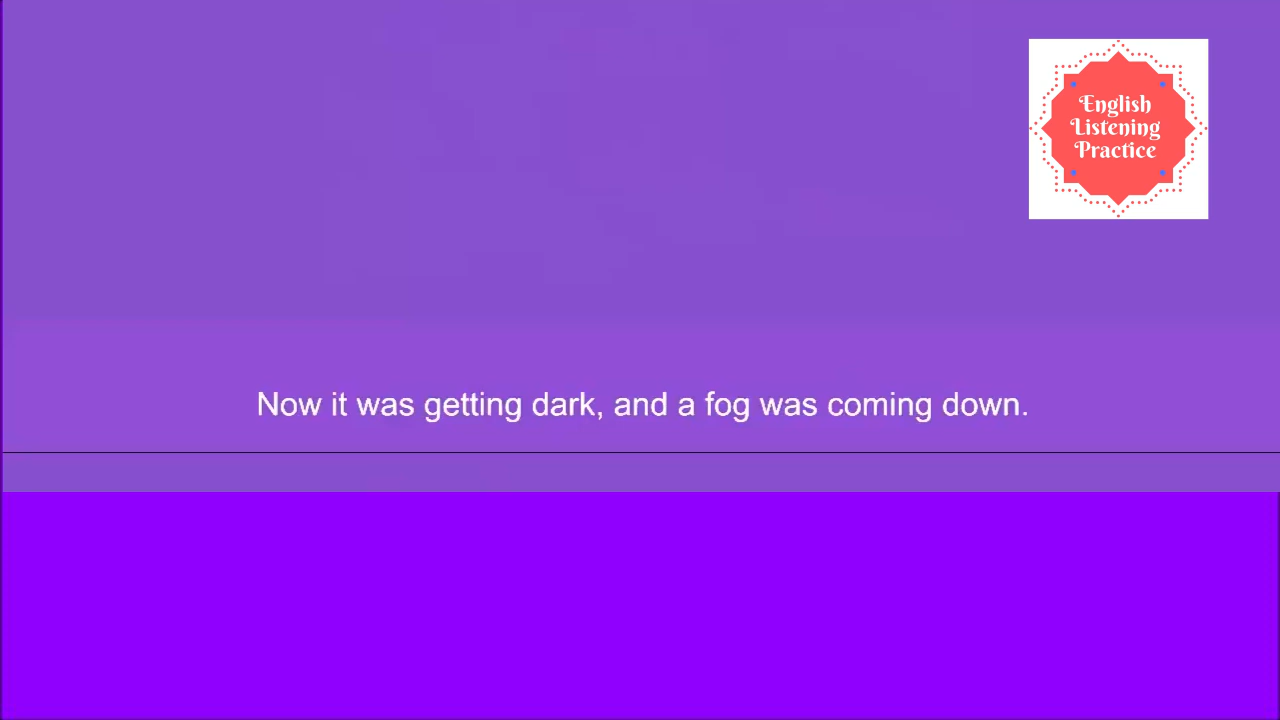 English
Listening
Practice
Now it was getting dark, and a fog was coming down.